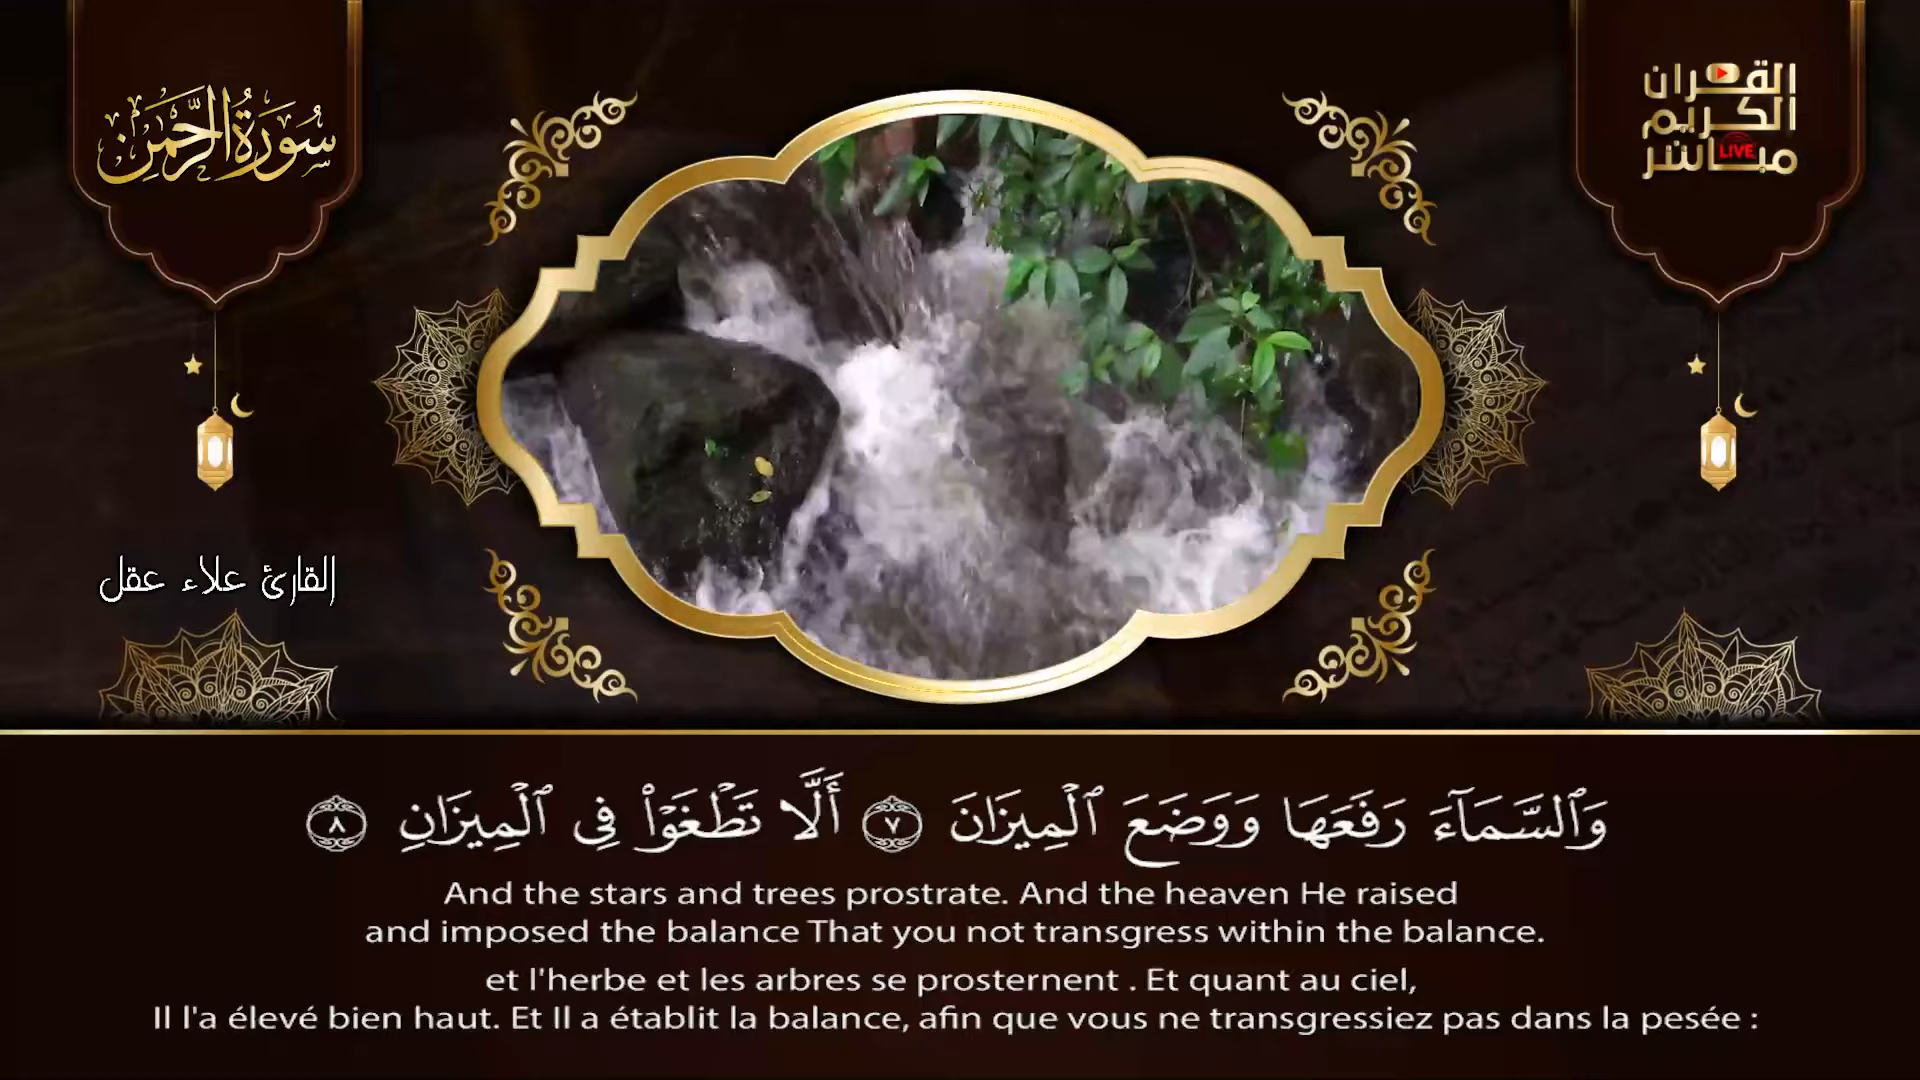 سُورَةُ الرَّحْمَٰن
القرآن
الكريم
مباشر
LIVE
القارئ علاء عقل
وَٱلسَّمَآءَ رَفَعَهَا وَوَضَعَ ٱلْمِيزَانَ ٧ أَلَّا تَطْغَوْا۟ فِى ٱلْمِيزَانِ ٨
And the stars and trees prostrate. And the heaven He raised
and imposed the balance That you not transgress within the balance.
et l'herbe et les arbres se prosternent . Et quant au ciel,
Il l'a élevé bien haut. Et Il a établit la balance, afin que vous ne transgressiez pas dans la pesée :